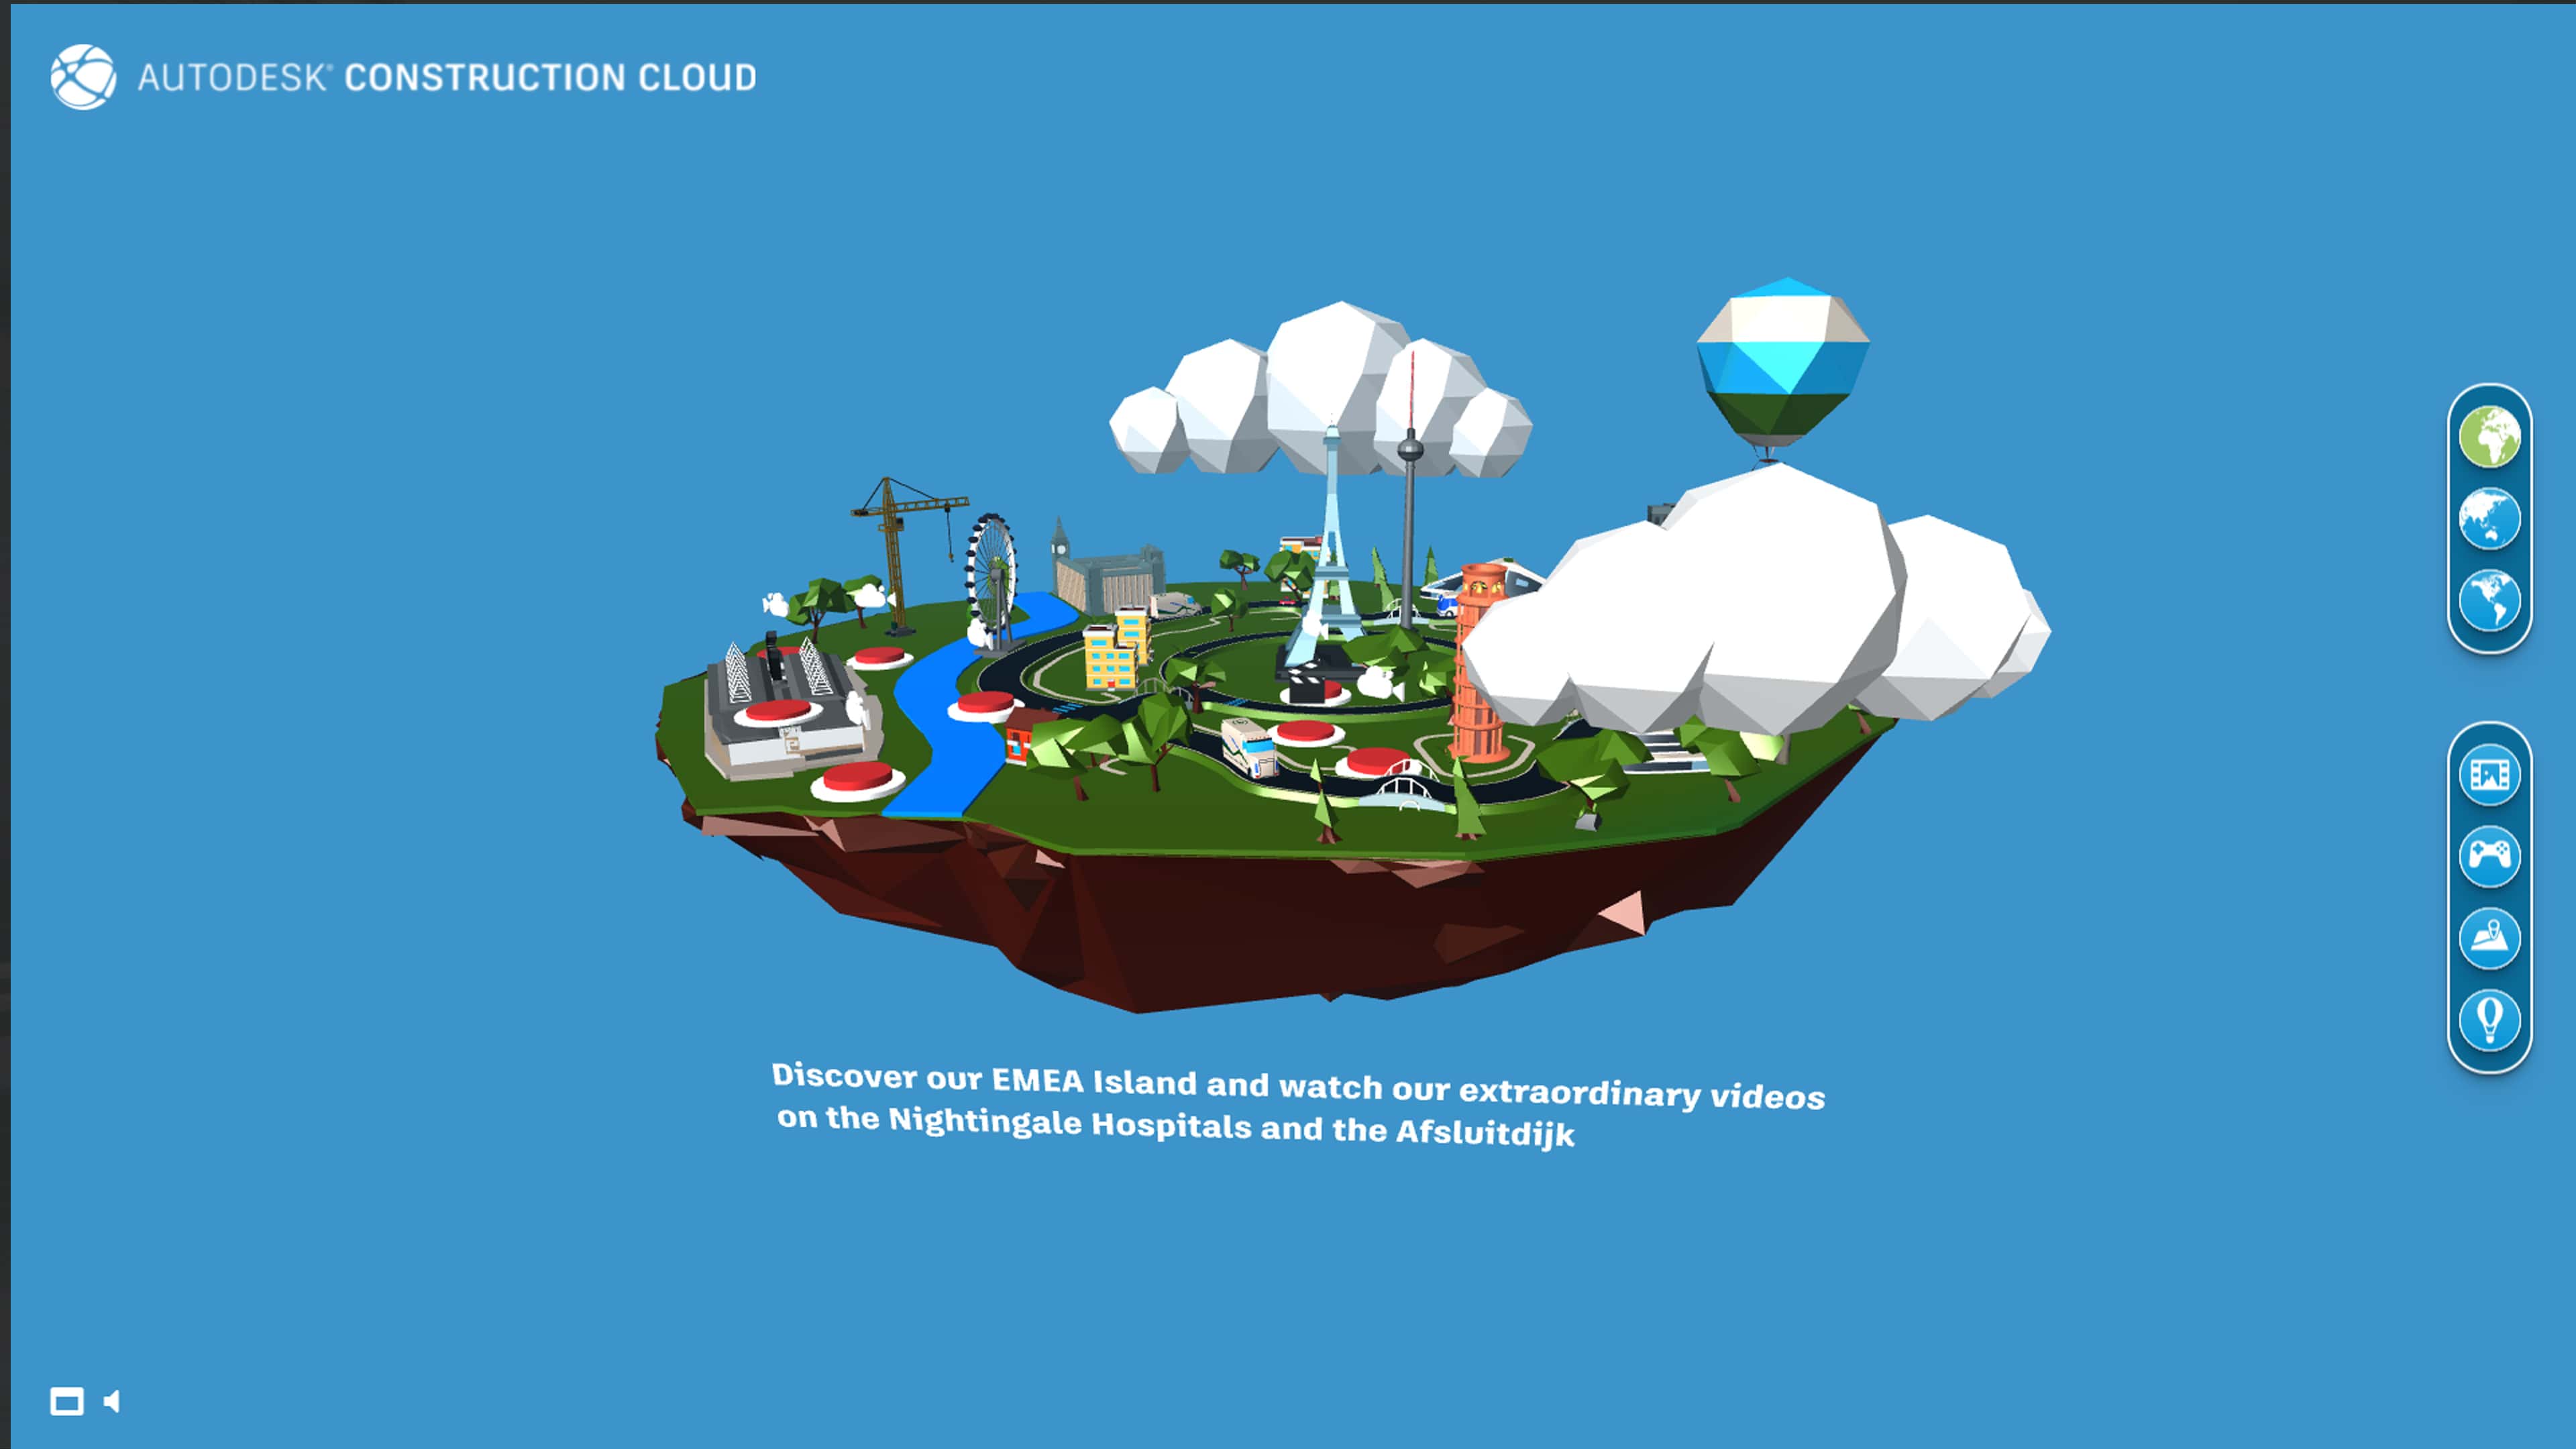 AUTODESK® CONSTRUCTION CLOUD
Discover our EMEA Island and watch our extraordinary videos
on the Nightingale Hospitals and the Afsluitdijk